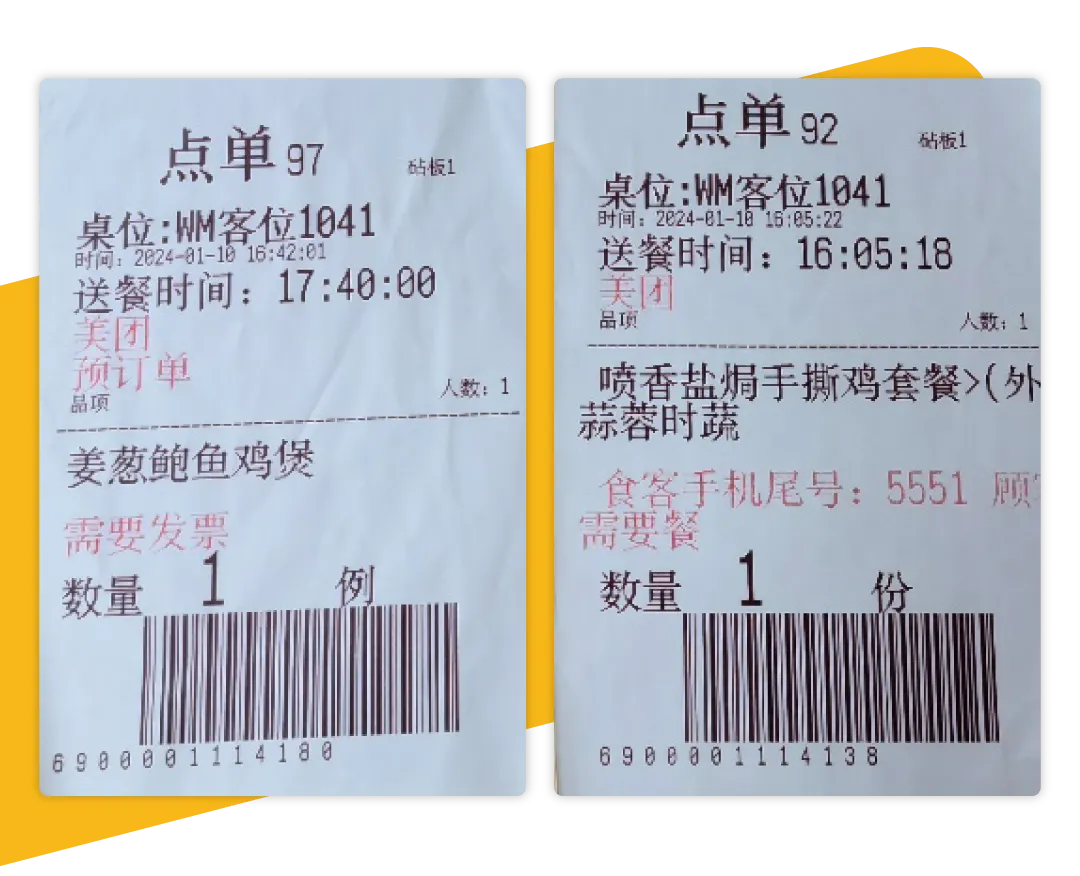 点单 97
砧板1
桌位:WM客位1041
时间: 2024-01-10 16:42:01
送餐时间: 17:40:00
美团
预订单
品项 人数: 1
姜葱鲍鱼鸡煲
需要发票
数量 1 例
6900001114180
点单 92
砧板1
桌位:WM客位1041
时间: 2024-01-10 16:05:22
送餐时间: 16:05:18
美团
品项 人数: 1
喷香盐焗手撕鸡套餐>(外
蒜蓉时蔬
食客手机尾号: 5551 顾
需要餐
数量 1 份
6900001114138